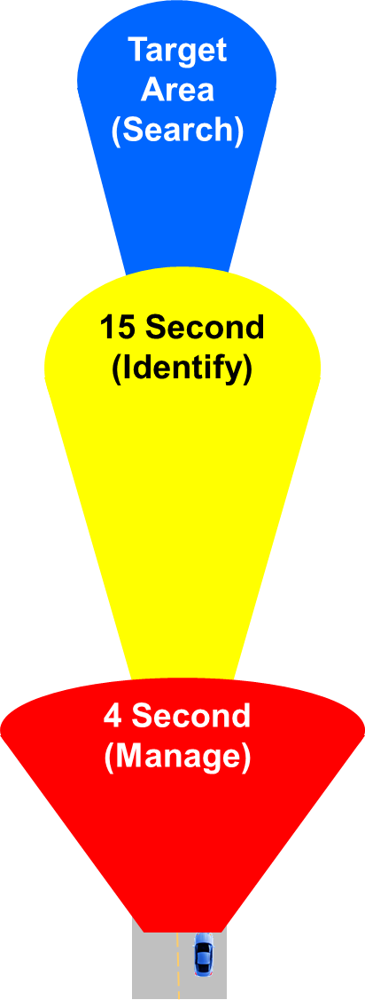 Target
Area
(Search)
15 Second
(Identify)
4 Second
(Manage)